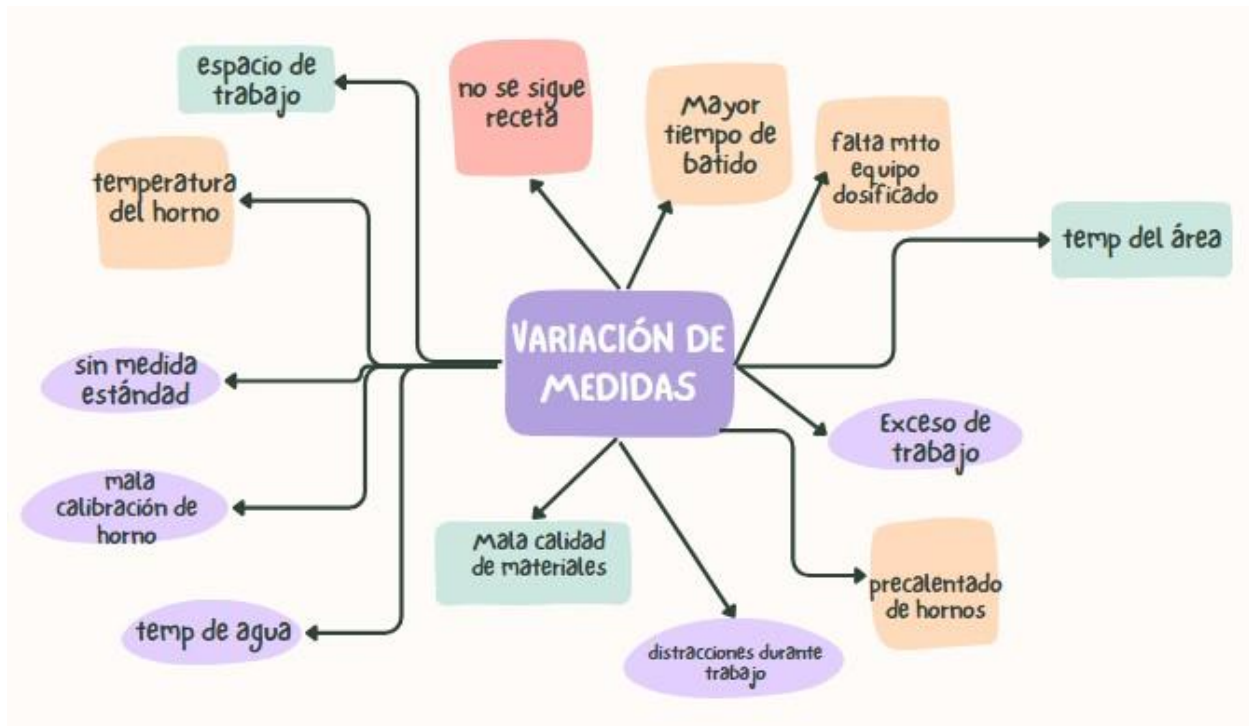 espacio de
trabajo
no se sigue
receta
Mayor
tiempo de
batido
falta mtto
equipo
dosificado
temperatura
del horno
temp del área
VARIACIÓN DE
MEDIDAS
sin medida
estándad
Exceso de
trabajo
mala
calibración de
horno
Mala calidad
de materiales
precalentado
de hornos
temp de agua
distracciones durante
trabajo